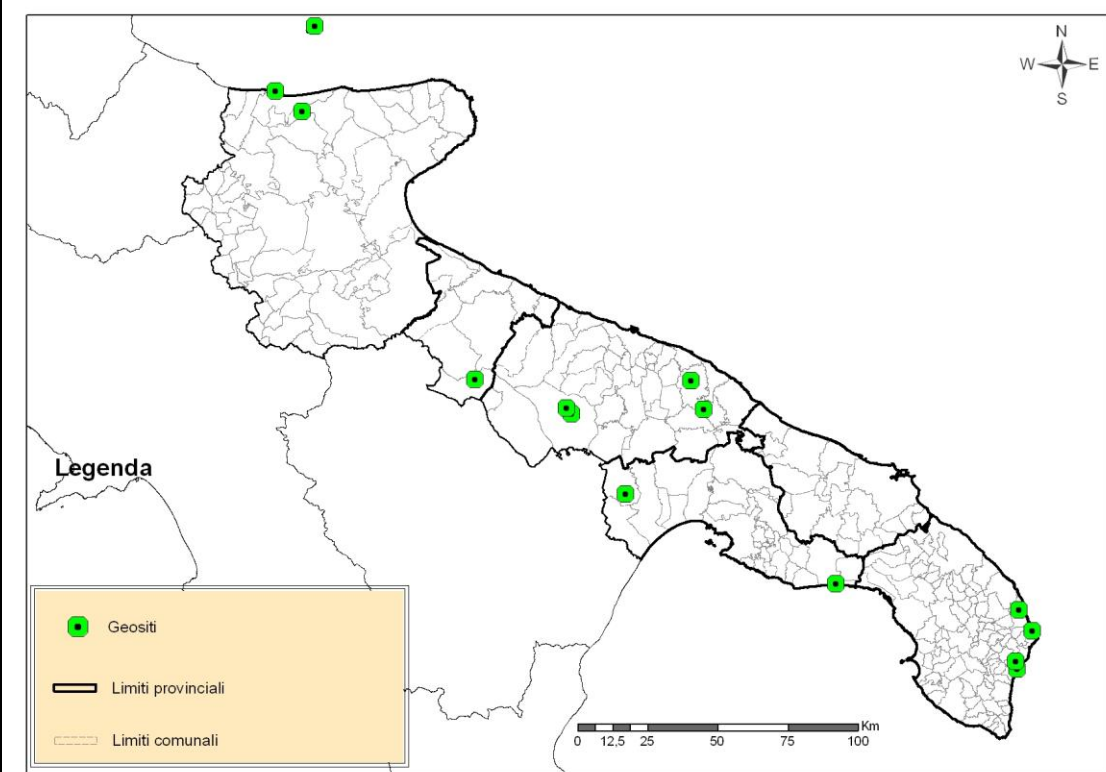 N
W E
S
Legenda
Geositi
Limiti provinciali
Limiti comunali
Km
0 12,5 25 50 75 100